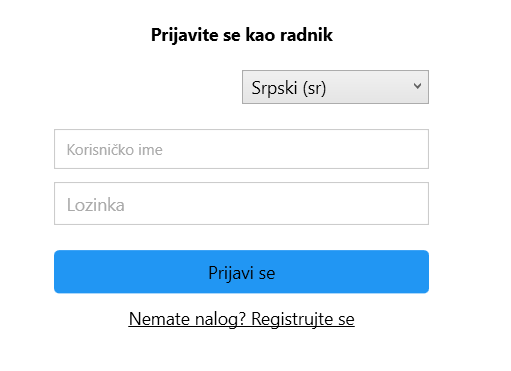 Prijavite se kao radnik
Srpski (sr)
Korisničko ime
Lozinka
Prijavi se
Nemate nalog? Registrujte se